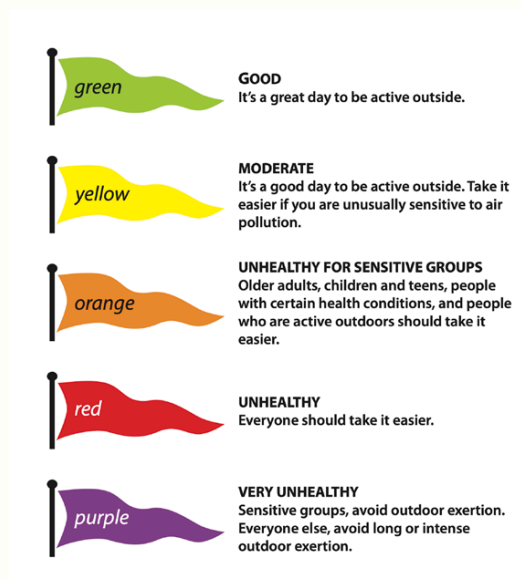 green
GOOD
It's a great day to be active outside.
yellow
MODERATE
It's a good day to be active outside. Take it
easier if you are unusually sensitive to air
pollution.
orange
UNHEALTHY FOR SENSITIVE GROUPS
Older adults, children and teens, people
with certain health conditions, and people
who are active outdoors should take it
easier.
red
UNHEALTHY
Everyone should take it easier.
purple
VERY UNHEALTHY
Sensitive groups, avoid outdoor exertion.
Everyone else, avoid long or intense
outdoor exertion.